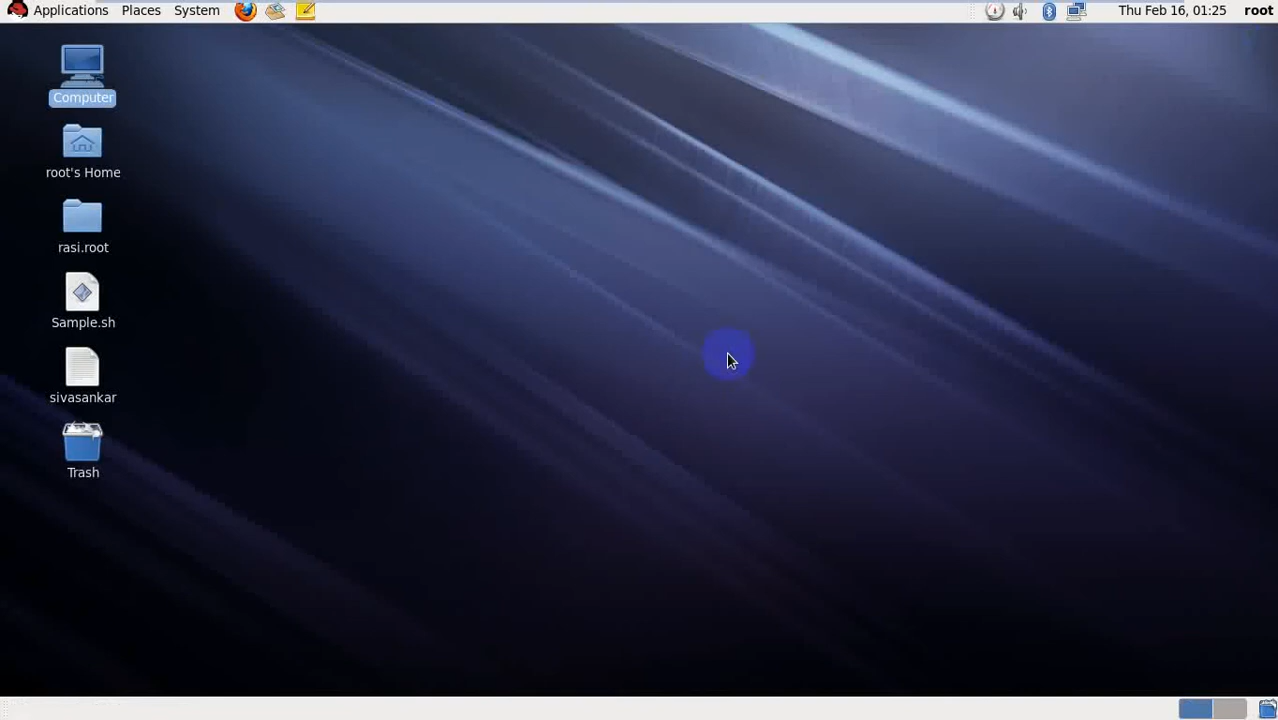 Applications Places System Thu Feb 16, 01:25 root
Computer
root's Home
rasi.root
Sample.sh
sivasankar
Trash